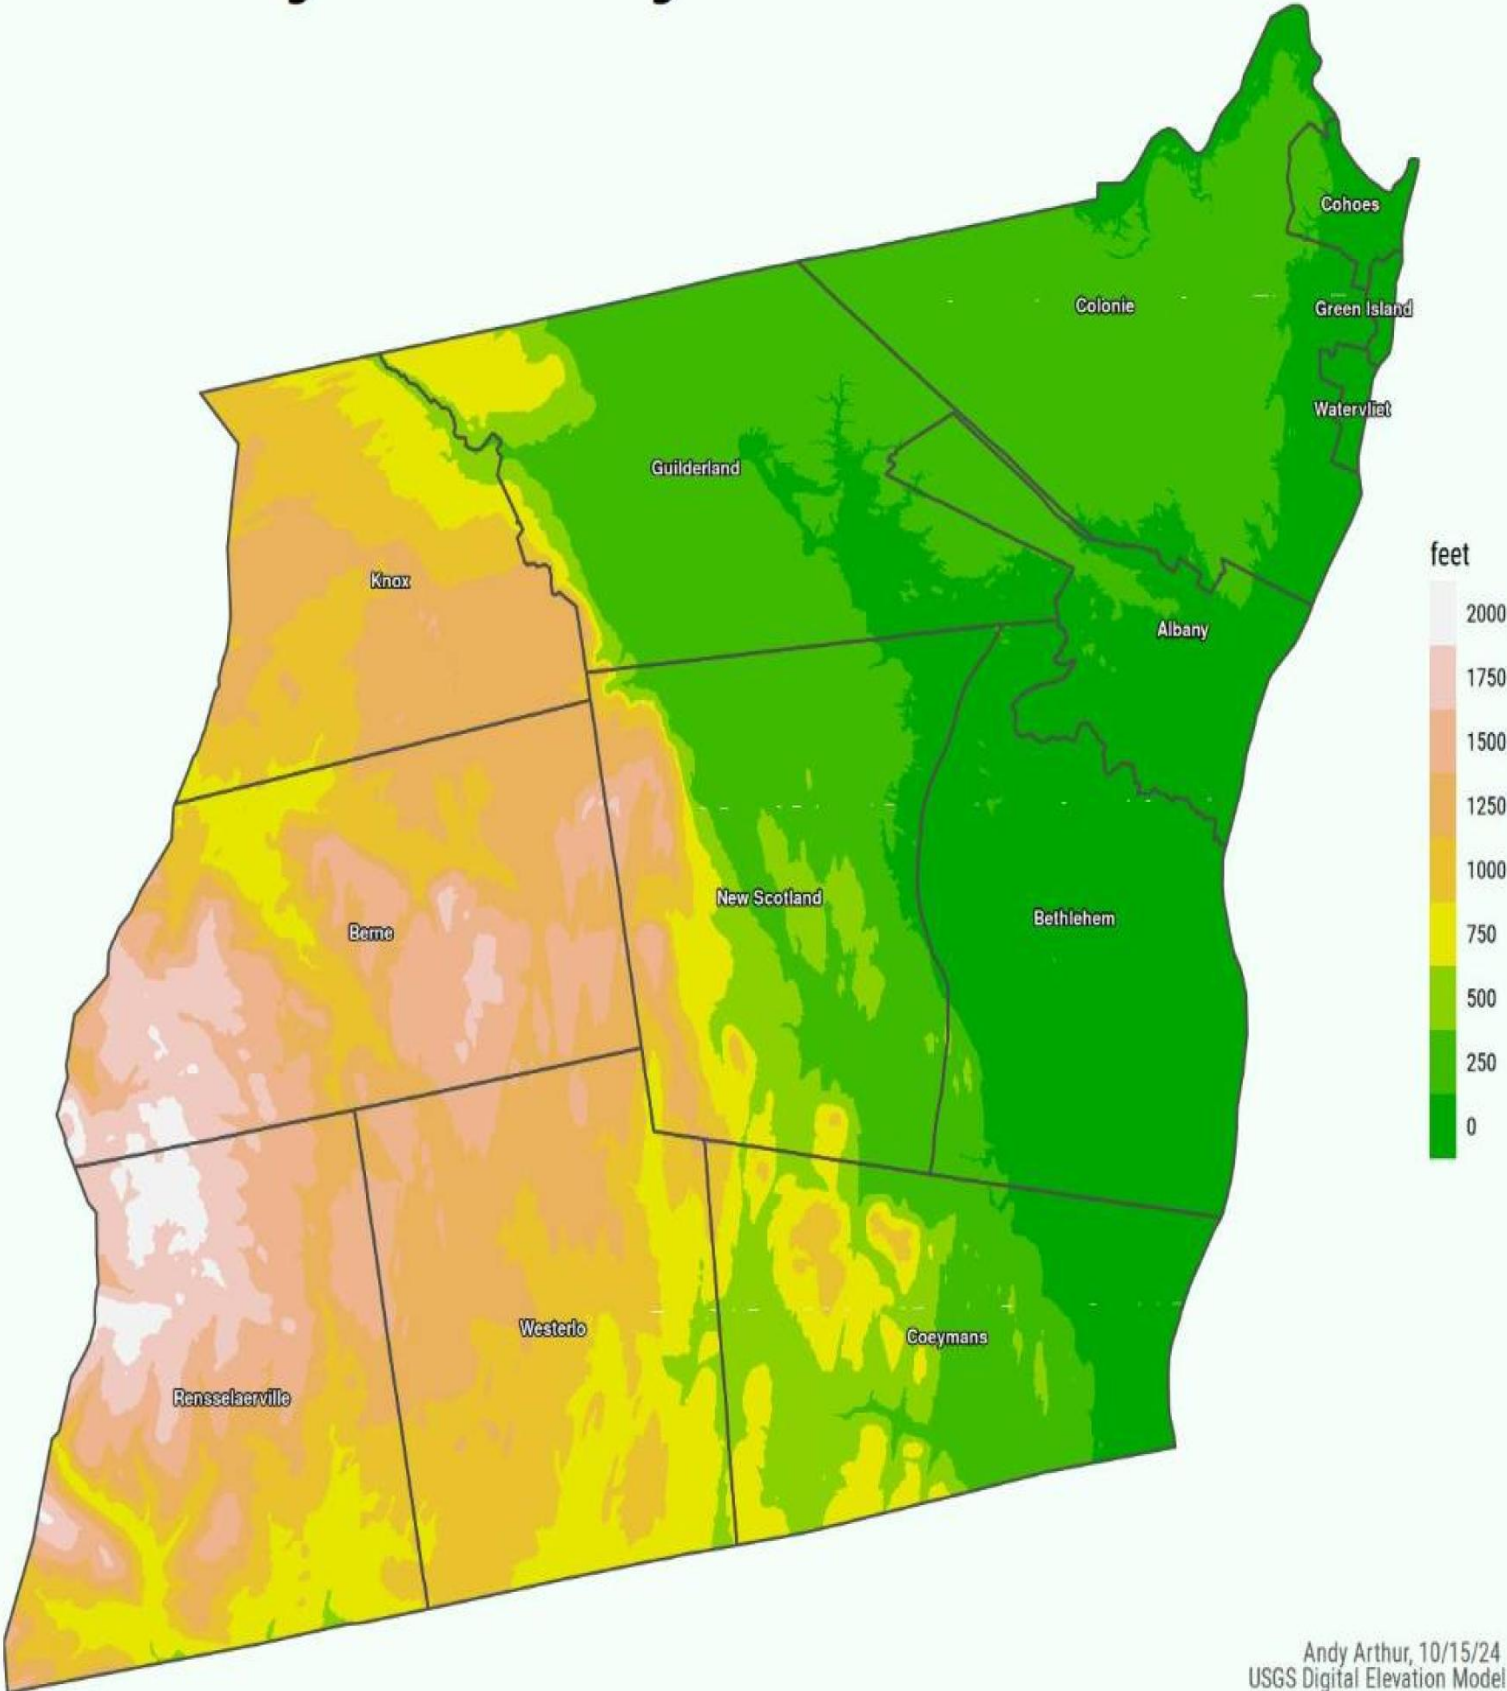 Cohoes
Colonie
Green Island
Watervliet
Guilderland
feet
Knox
2000
Albany
1750
1500
1250
1000
New Scotland
Bethlehem
Berne
750
500
250
0
Westerlo
Coeymans
Rensselaerville
Andy Arthur, 10/15/24
USGS Digital Elevation Model